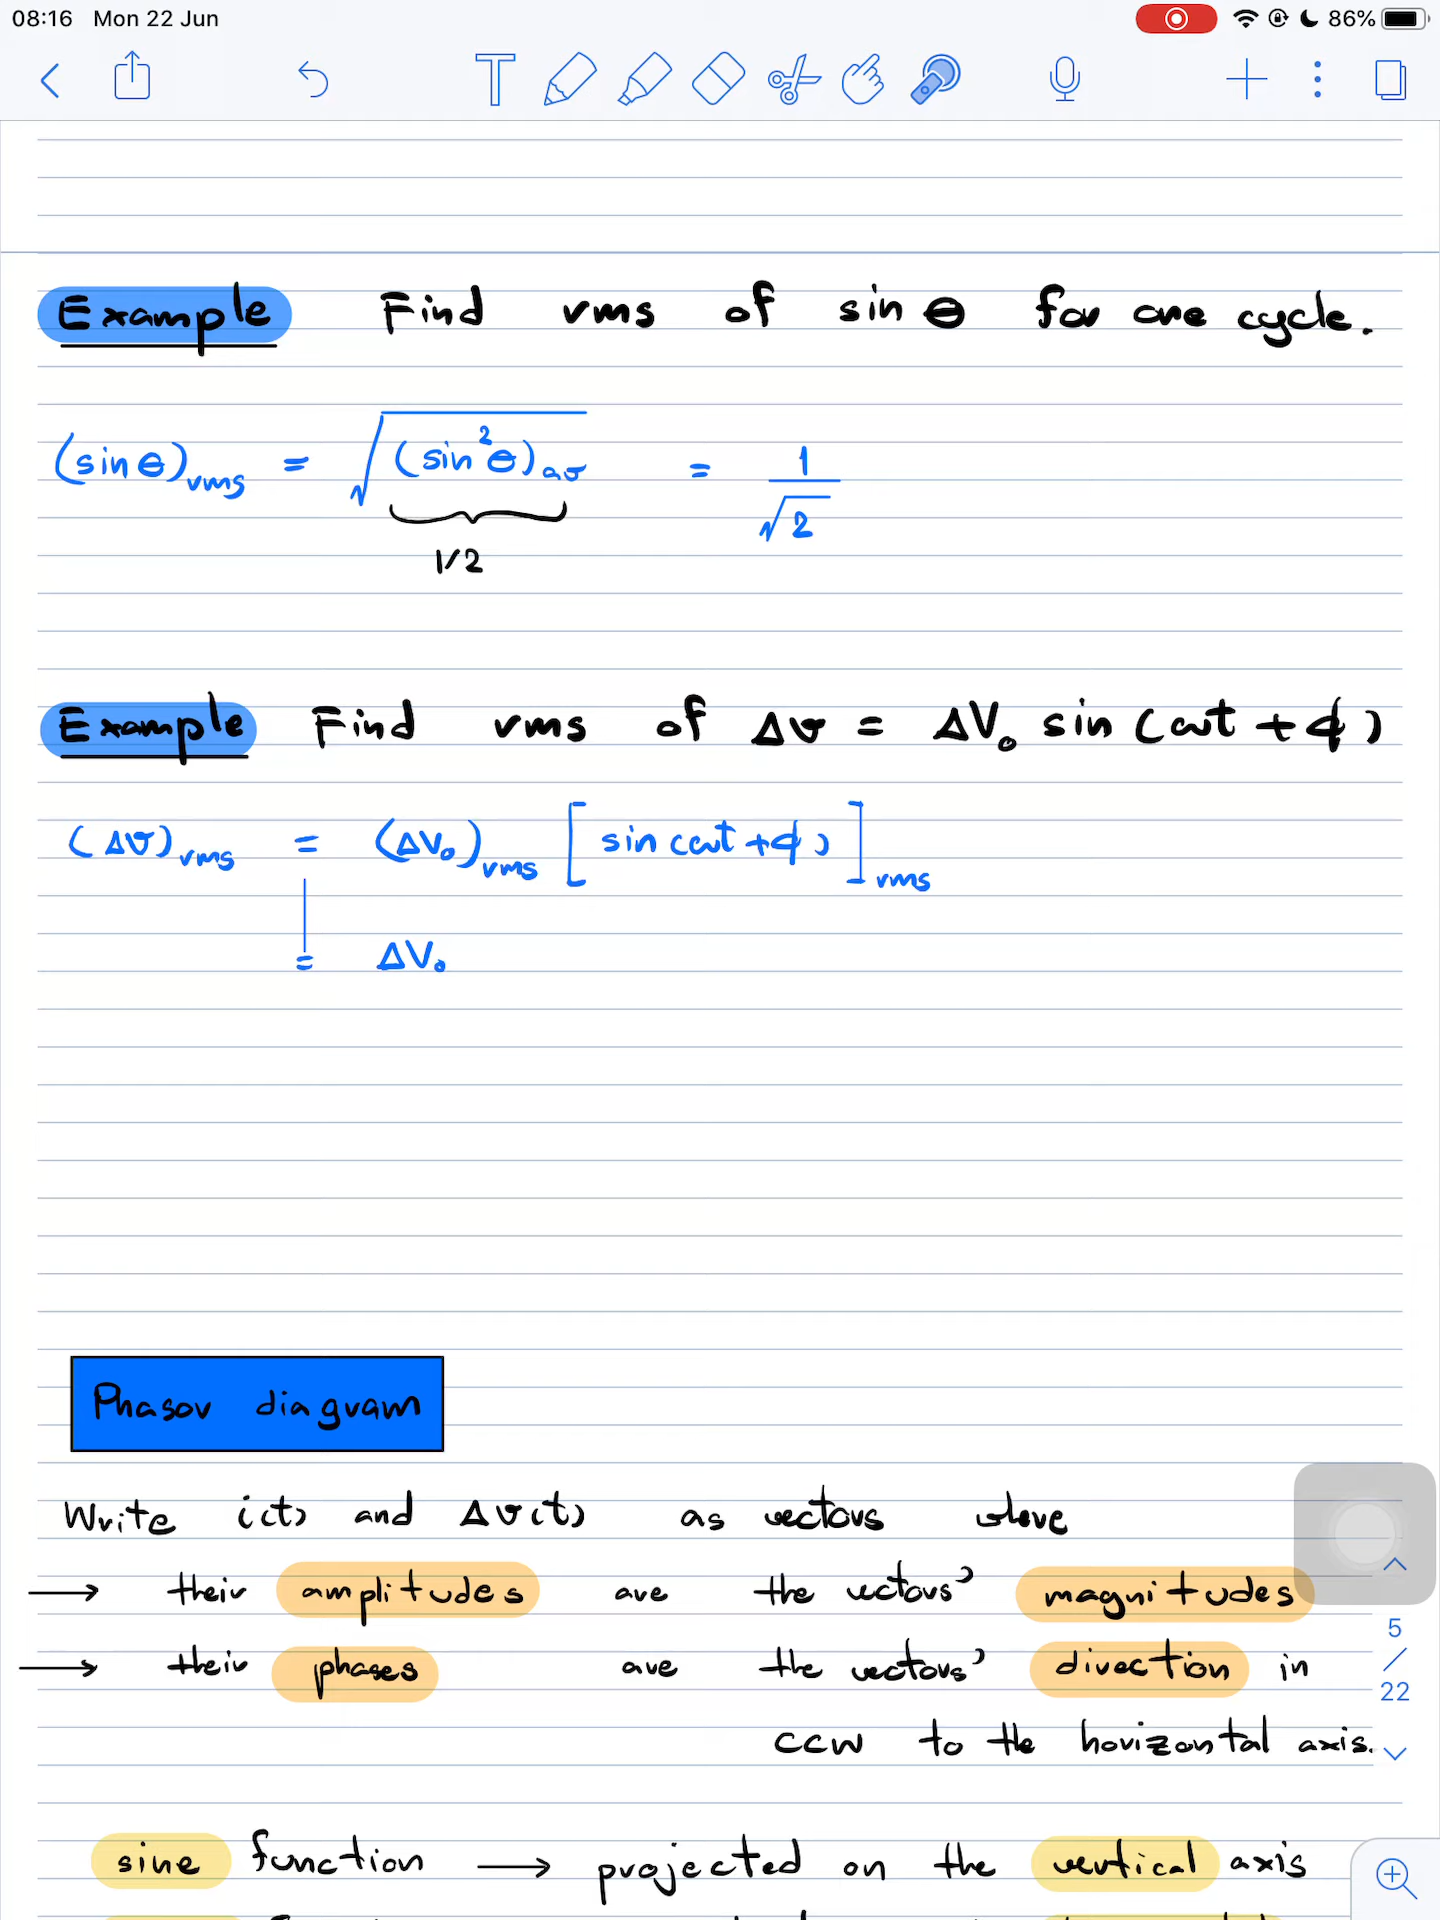 08:16 Mon 22 Jun 86%
Example Find rms of sin θ for one cycle.
(sin θ)rms = √(sin²θ)av = 1/√2
1/2
Example Find rms of Δv = ΔV₀ sin(ωt + ϕ)
(Δv)rms = (ΔV₀)rms [sin(ωt + ϕ)]rms
= ΔV₀
Phasor diagram
Write i(t) and Δv(t) as vectors where
→ their amplitudes are the vectors' magnitudes
→ their phases are the vectors' direction in
ccw to the horizontal axis.
5/22
sine function → projected on the vertical axis